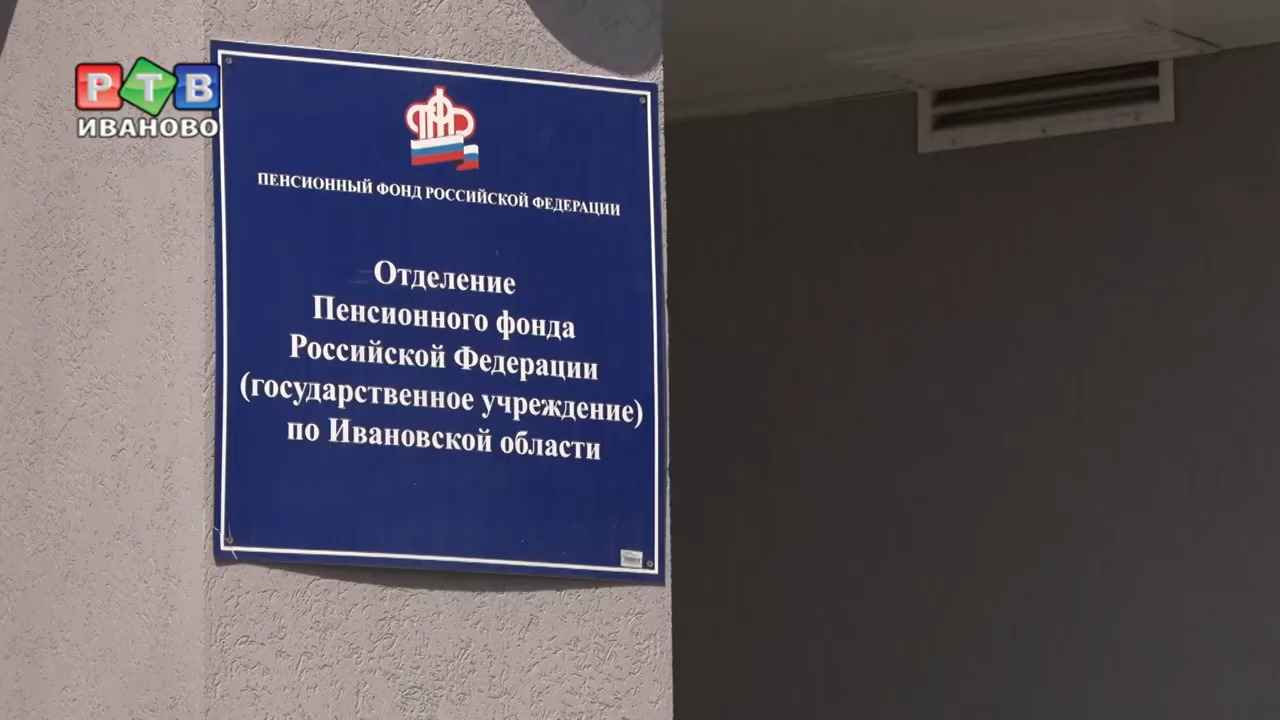 РТВ
ИВАНОВО
ПЕНСИОННЫЙ ФОНД РОССИЙСКОЙ ФЕДЕРАЦИИ
Отделение
Пенсионного фонда
Российской Федерации
(государственное учреждение)
по Ивановской области